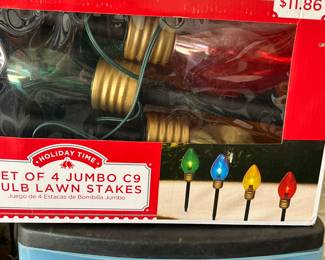 $11.86
HOLIDAY TIME
ET OF 4 JUMBO C9
ULB LAWN STAKES
Juego de 4 Estacas de Bombilla Jumbo